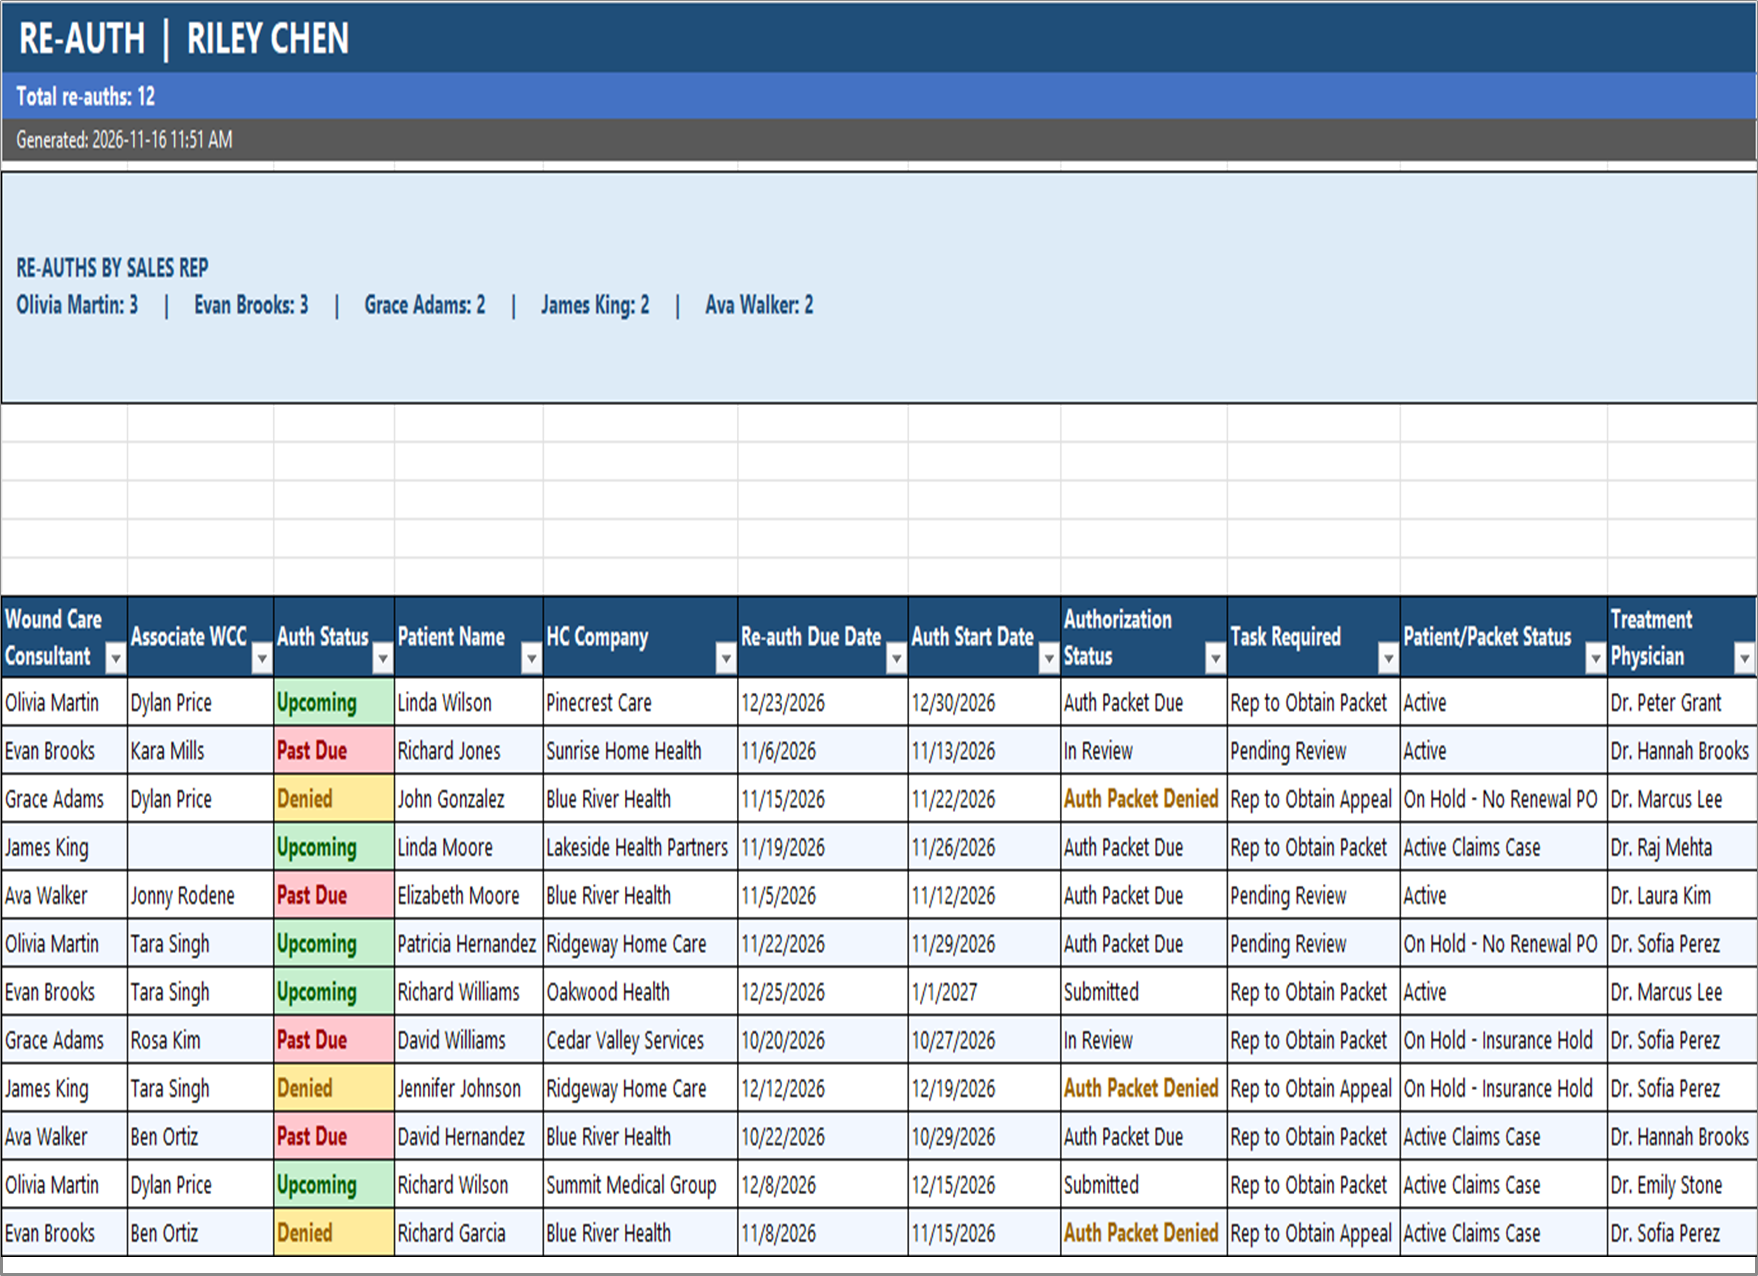 RE-AUTH | RILEY CHEN
Total re-auths: 12
Generated: 2026-11-16 11:51 AM
RE-AUTHS BY SALES REP
Olivia Martin: 3 | Evan Brooks: 3 | Grace Adams: 2 | James King: 2 | Ava Walker: 2
Wound Care Consultant Associate WCC Auth Status Patient Name HC Company Re-auth Due Date Auth Start Date Authorization Status Task Required Patient/Packet Status Treatment Physician
Olivia Martin Dylan Price Upcoming Linda Wilson Pinecrest Care 12/23/2026 12/30/2026 Auth Packet Due Rep to Obtain Packet Active Dr. Peter Grant
Evan Brooks Kara Mills Past Due Richard Jones Sunrise Home Health 11/6/2026 11/13/2026 In Review Pending Review Active Dr. Hannah Brooks
Grace Adams Dylan Price Denied John Gonzalez Blue River Health 11/15/2026 11/22/2026 Auth Packet Denied Rep to Obtain Appeal On Hold - No Renewal PO Dr. Marcus Lee
James King Upcoming Linda Moore Lakeside Health Partners 11/19/2026 11/26/2026 Auth Packet Due Rep to Obtain Packet Active Claims Case Dr. Raj Mehta
Ava Walker Jonny Rodene Past Due Elizabeth Moore Blue River Health 11/5/2026 11/12/2026 Auth Packet Due Pending Review Active Dr. Laura Kim
Olivia Martin Tara Singh Upcoming Patricia Hernandez Ridgeway Home Care 11/22/2026 11/29/2026 Auth Packet Due Pending Review On Hold - No Renewal PO Dr. Sofia Perez
Evan Brooks Tara Singh Upcoming Richard Williams Oakwood Health 12/25/2026 1/1/2027 Submitted Rep to Obtain Packet Active Dr. Marcus Lee
Grace Adams Rosa Kim Past Due David Williams Cedar Valley Services 10/20/2026 10/27/2026 In Review Rep to Obtain Packet On Hold - Insurance Hold Dr. Sofia Perez
James King Tara Singh Denied Jennifer Johnson Ridgeway Home Care 12/12/2026 12/19/2026 Auth Packet Denied Rep to Obtain Appeal On Hold - Insurance Hold Dr. Sofia Perez
Ava Walker Ben Ortiz Past Due David Hernandez Blue River Health 10/22/2026 10/29/2026 Auth Packet Due Rep to Obtain Packet Active Claims Case Dr. Hannah Brooks
Olivia Martin Dylan Price Upcoming Richard Wilson Summit Medical Group 12/8/2026 12/15/2026 Submitted Rep to Obtain Packet Active Claims Case Dr. Emily Stone
Evan Brooks Ben Ortiz Denied Richard Garcia Blue River Health 11/8/2026 11/15/2026 Auth Packet Denied Rep to Obtain Appeal Active Claims Case Dr. Sofia Perez